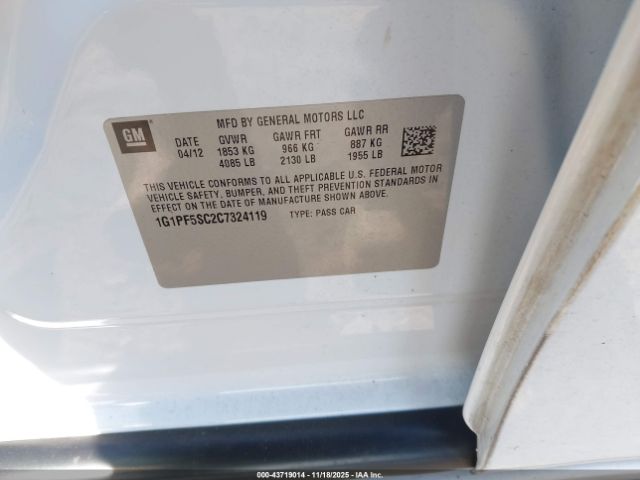 GM
MFD BY GENERAL MOTORS LLC
DATE GVWR GAWR FRT GAWR RR
04/12 1853 KG 966 KG 887 KG
4085 LB 2130 LB 1955 LB
THIS VEHICLE CONFORMS TO ALL APPLICABLE U.S. FEDERAL MOTOR
VEHICLE SAFETY, BUMPER, AND THEFT PREVENTION STANDARDS IN
EFFECT ON THE DATE OF MANUFACTURE SHOWN ABOVE.
1G1PF5SC2C7324119 TYPE: PASS CAR
000-43719014 - 11/18/2025 - IAA Inc.